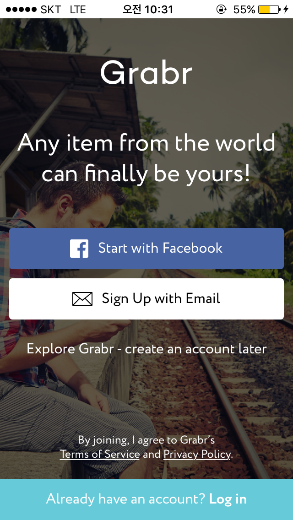 SKT LTE 오전 10:31 55%
Grabr
Any item from the world
can finally be yours!
Start with Facebook
Sign Up with Email
Explore Grabr - create an account later
By joining, I agree to Grabr's
Terms of Service and Privacy Policy.
Already have an account? Log in